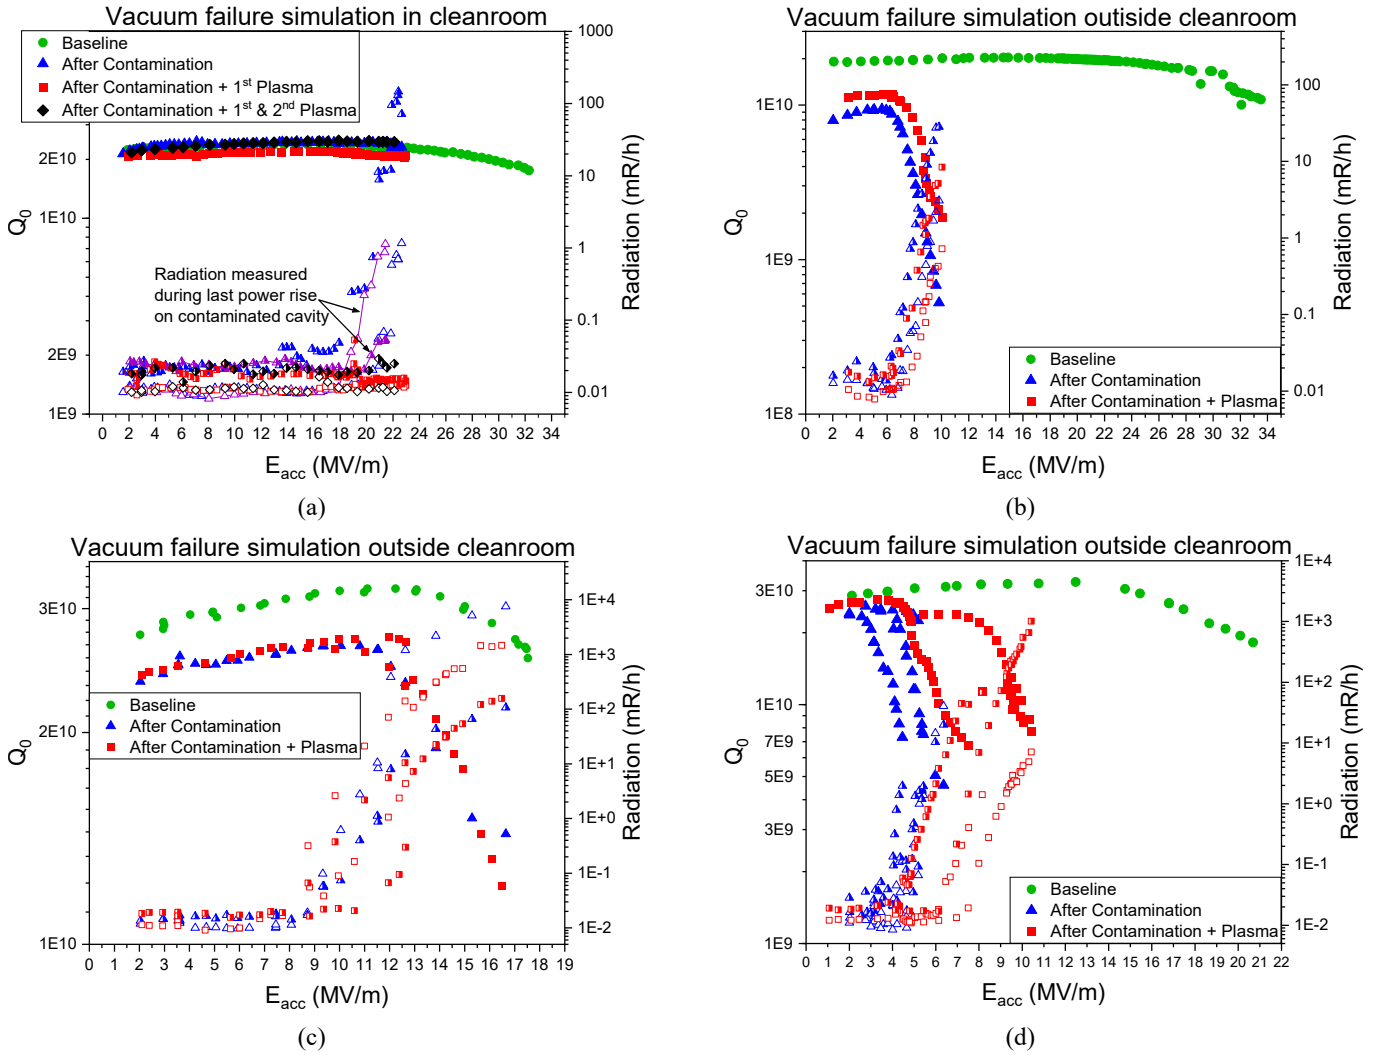 Vacuum failure simulation in cleanroom
Baseline
After Contamination
After Contamination + 1st Plasma
After Contamination + 1st & 2nd Plasma
Radiation measured
during last power rise
on contaminated cavity
2E10
1E10
2E9
1E9
Q0
1000
100
10
1
0.1
0.01
Radiation (mR/h)
0 2 4 6 8 10 12 14 16 18 20 22 24 26 28 30 32 34
Eacc (MV/m)
(a)
Vacuum failure simulation outiside cleanroom
1E10
1E9
1E8
Q0
100
10
1
0.1
0.01
Radiation (mR/h)
Baseline
After Contamination
After Contamination + Plasma
0 2 4 6 8 10 12 14 16 18 20 22 24 26 28 30 32 34
Eacc (MV/m)
(b)
Vacuum failure simulation outside cleanroom
3E10
2E10
1E10
Q0
Baseline
After Contamination
After Contamination + Plasma
1E+4
1E+3
1E+2
1E+1
1E+0
1E-1
1E-2
Radiation (mR/h)
0 1 2 3 4 5 6 7 8 9 10 11 12 13 14 15 16 17 18 19
Eacc (MV/m)
(c)
Vacuum failure simulation outside cleanroom
3E10
1E10
7E9
5E9
3E9
1E9
Q0
1E+4
1E+3
1E+2
1E+1
1E+0
1E-1
1E-2
Radiation (mR/h)
Baseline
After Contamination
After Contamination + Plasma
0 1 2 3 4 5 6 7 8 9 10 11 12 13 14 15 16 17 18 19 20 21 22
Eacc (MV/m)
(d)